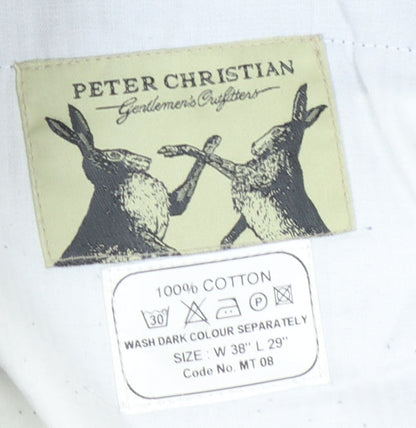 PETER CHRISTIAN
Gentlemen's Outfitters
100% COTTON
30 P
WASH DARK COLOUR SEPARATELY
SIZE : W 38" L 29"
Code No. MT 08